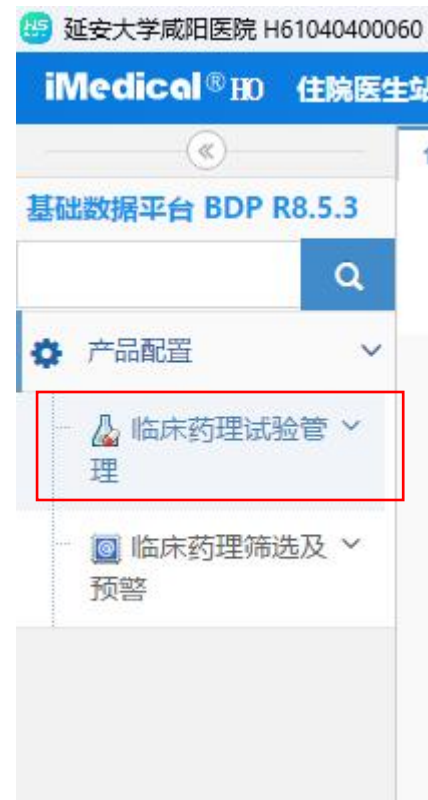 延安大学咸阳医院 H61040400060
iMedical® HO 住院医生站
基础数据平台 BDP R8.5.3
产品配置
临床药理试验管
理
临床药理筛选及
预警